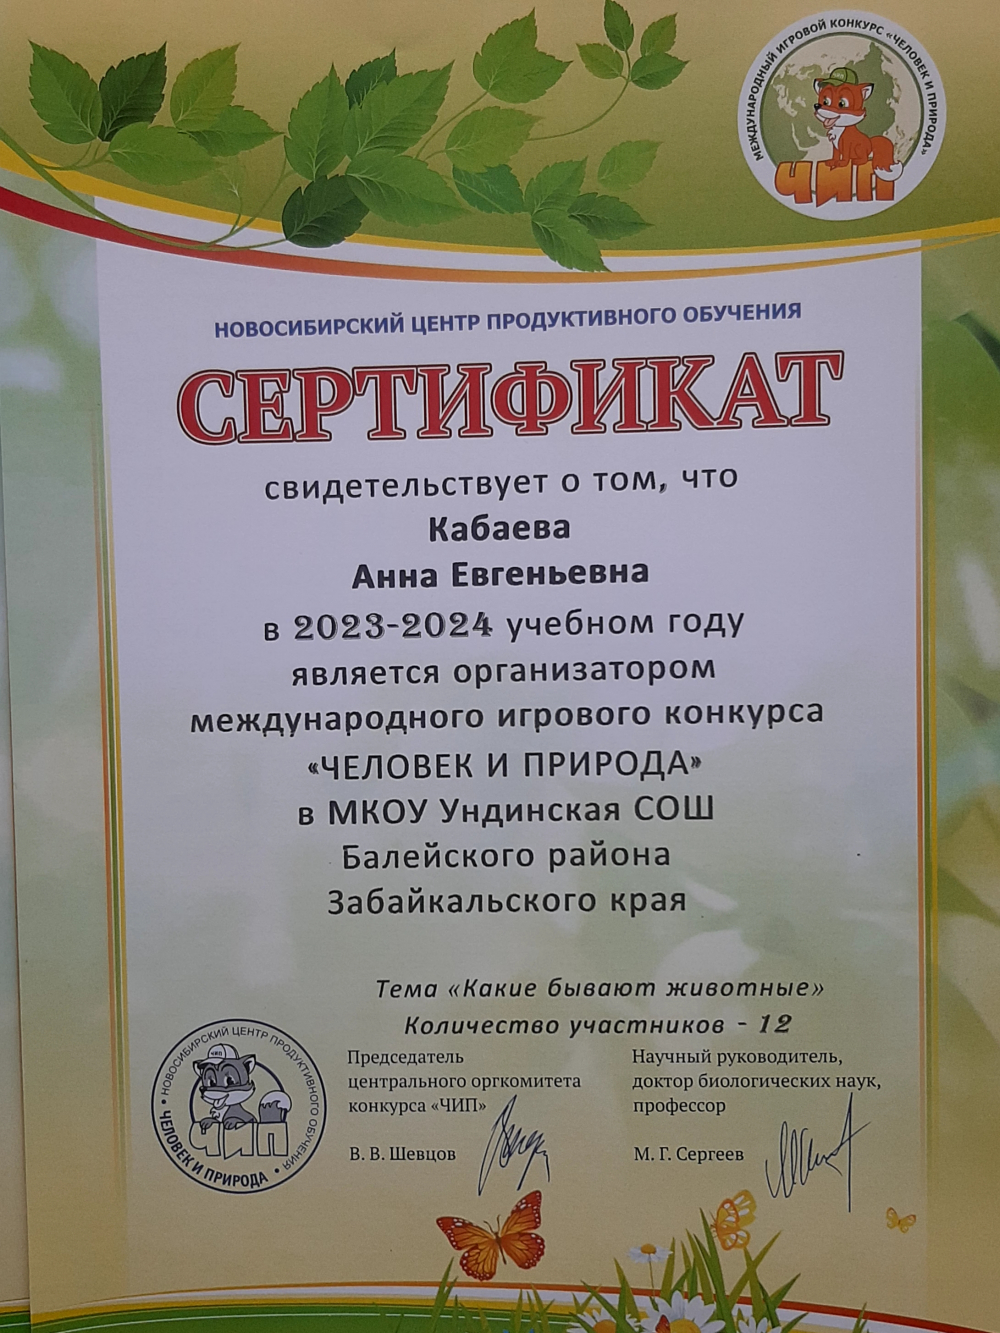 МЕЖДУНАРОДНЫЙ ИГРОВОЙ КОНКУРС «ЧЕЛОВЕК И ПРИРОДА»
ЧИП
НОВОСИБИРСКИЙ ЦЕНТР ПРОДУКТИВНОГО ОБУЧЕНИЯ
СЕРТИФИКАТ
свидетельствует о том, что
Кабаева
Анна Евгеньевна
в 2023-2024 учебном году
является организатором
международного игрового конкурса
«ЧЕЛОВЕК И ПРИРОДА»
в МКОУ Ундинская СОШ
Балейского района
Забайкальского края
Тема «Какие бывают животные»
Количество участников - 12
Председатель
центрального оргкомитета
конкурса «ЧИП»
В. В. Шевцов
Научный руководитель,
доктор биологических наук,
профессор
М. Г. Сергеев
НОВОСИБИРСКИЙ ЦЕНТР ПРОДУКТИВНОГО ОБУЧЕНИЯ
ЧИП
ЧИП
ЧЕЛОВЕК И ПРИРОДА